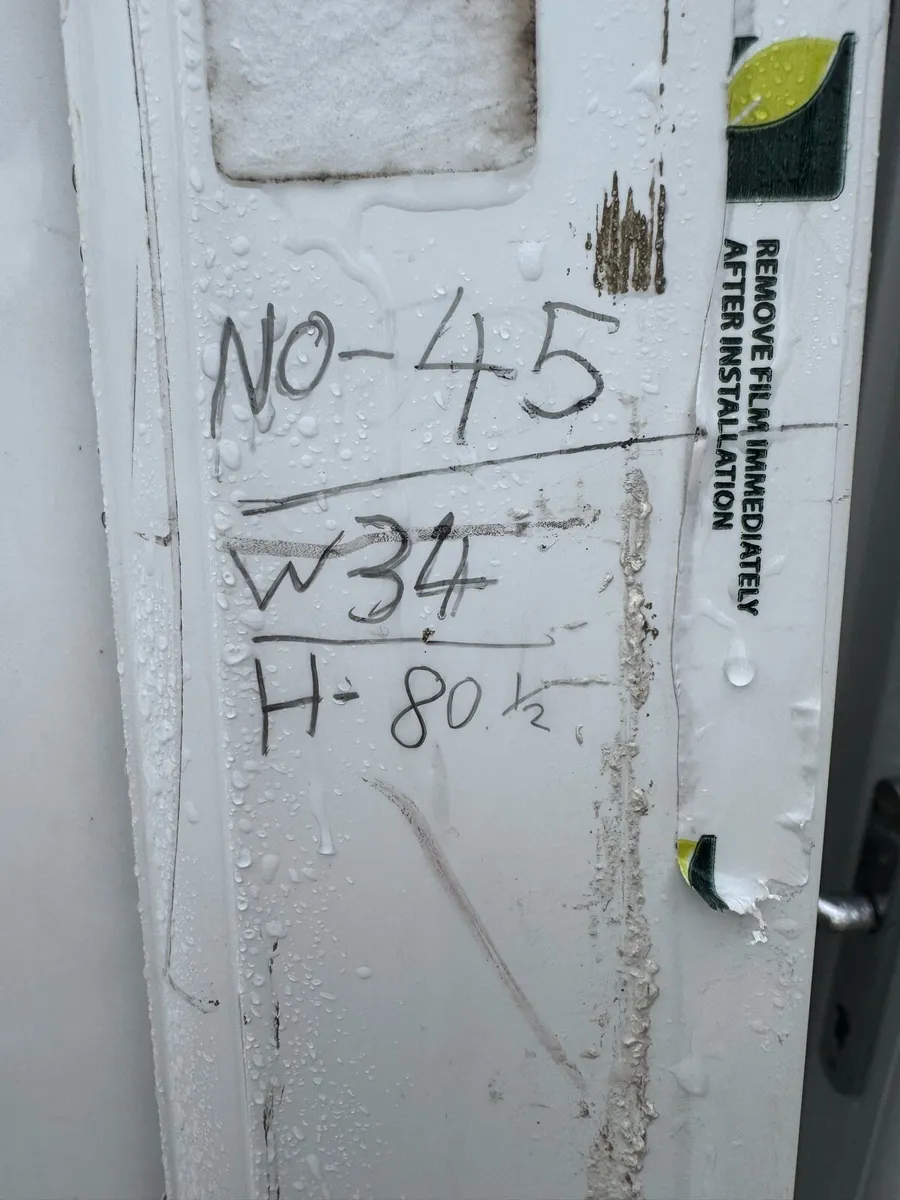 NO-45
W34
H-80.½
REMOVE FILM IMMEDIATELY
AFTER INSTALLATION